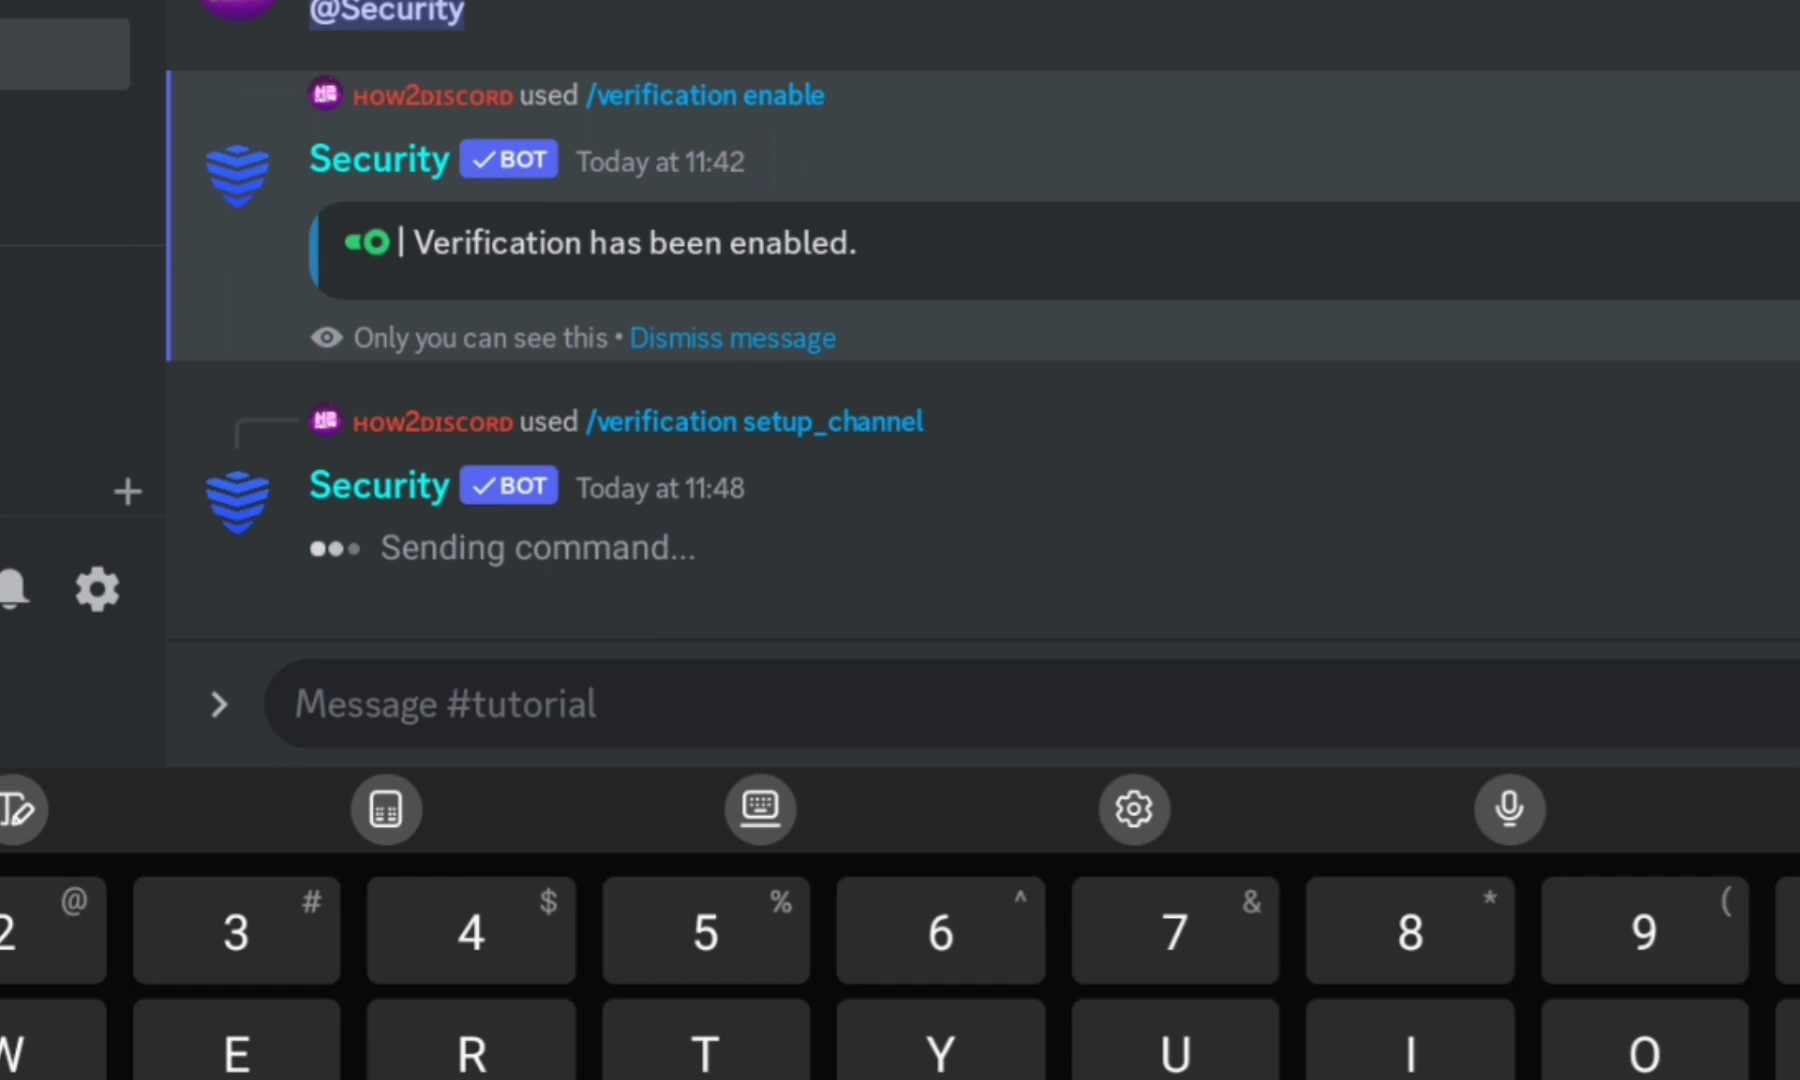 @Security
HOW2DISCORD used /verification enable
Security ✓BOT Today at 11:42
| Verification has been enabled.
Only you can see this • Dismiss message
HOW2DISCORD used /verification setup_channel
Security ✓BOT Today at 11:48
Sending command...
Message #tutorial
2 @ 3 # 4 $ 5 % 6 ^ 7 & 8 * 9 (
W E R T Y U I O